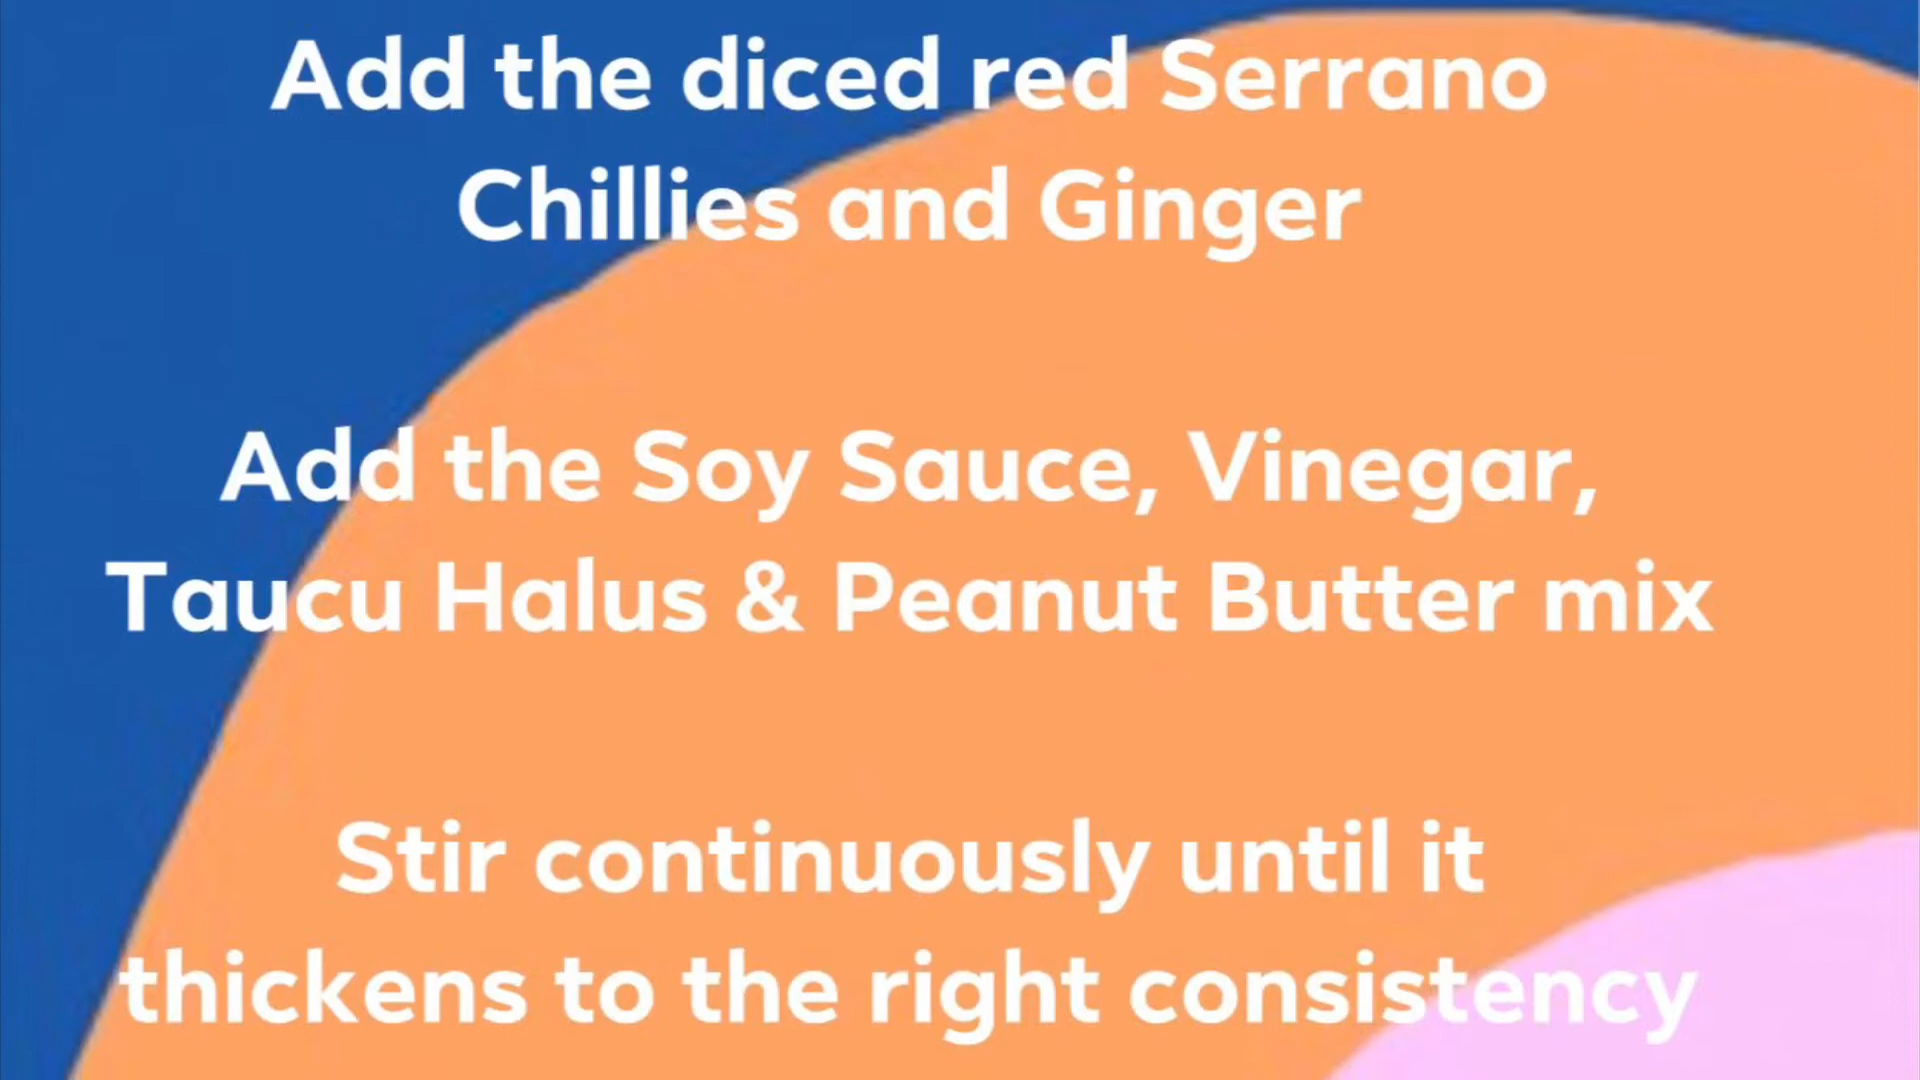 Add the diced red Serrano
Chillies and Ginger
Add the Soy Sauce, Vinegar,
Taucu Halus & Peanut Butter mix
Stir continuously until it
thickens to the right consistency